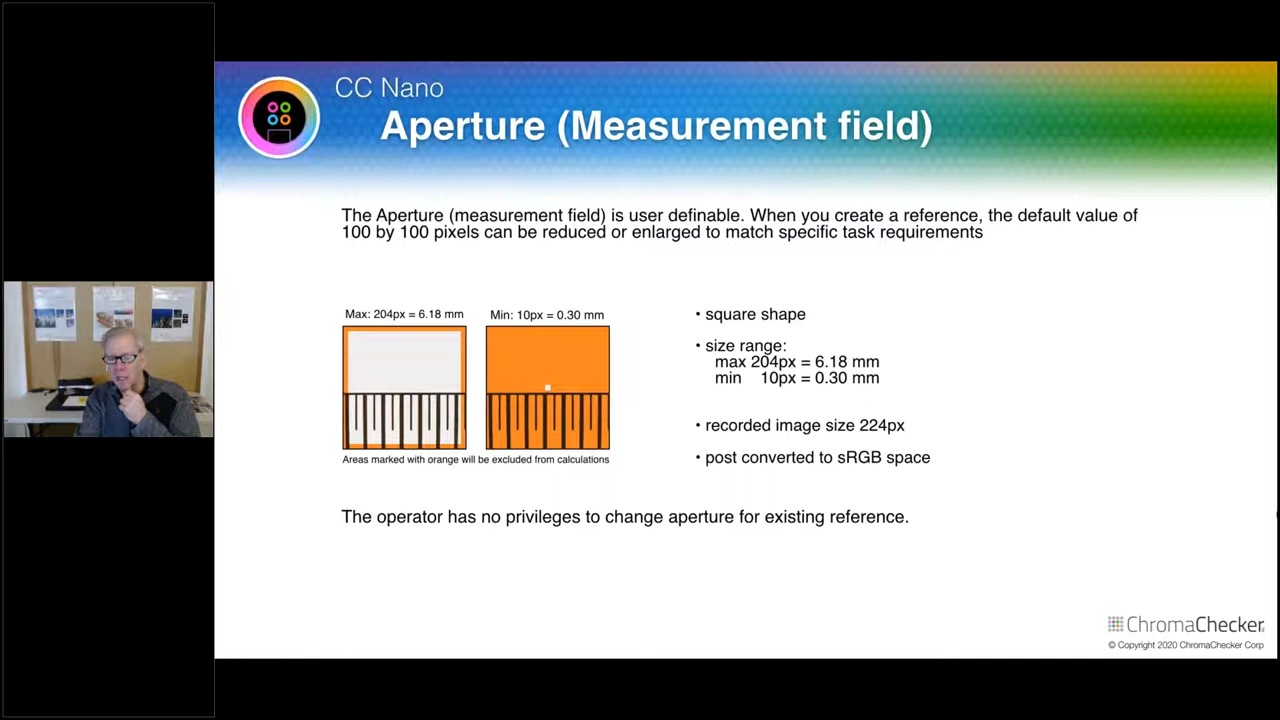 CC Nano
Aperture (Measurement field)
The Aperture (measurement field) is user definable. When you create a reference, the default value of
100 by 100 pixels can be reduced or enlarged to match specific task requirements
Max: 204px = 6.18 mm
Min: 10px = 0.30 mm
Areas marked with orange will be excluded from calculations
• square shape
• size range:
max 204px = 6.18 mm
min 10px = 0.30 mm
• recorded image size 224px
• post converted to sRGB space
The operator has no privileges to change aperture for existing reference.
ChromaChecker
© Copyright 2020 ChromaChecker Corp